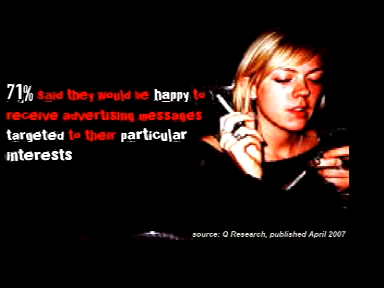 71% said they would be happy to
receive advertising messages
targeted to their particular
interests
source: Q Research, published April 2007